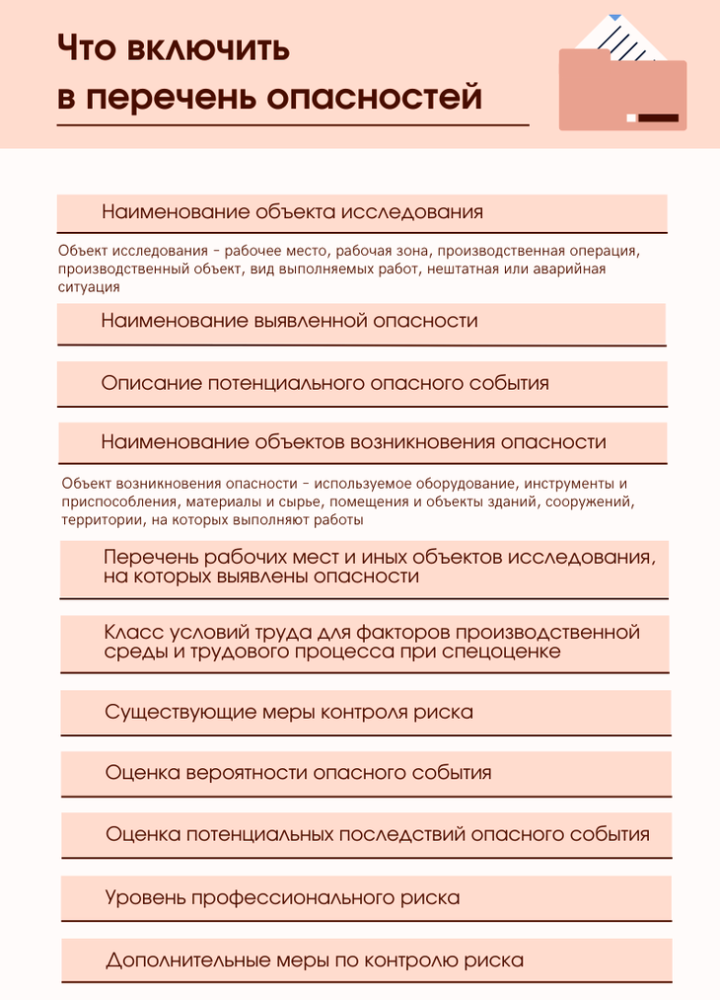 Что включить
в перечень опасностей
Наименование объекта исследования
Объект исследования – рабочее место, рабочая зона, производственная операция,
производственный объект, вид выполняемых работ, нештатная или аварийная
ситуация
Наименование выявленной опасности
Описание потенциального опасного события
Наименование объектов возникновения опасности
Объект возникновения опасности – используемое оборудование, инструменты и
приспособления, материалы и сырье, помещения и объекты зданий, сооружений,
территории, на которых выполняют работы
Перечень рабочих мест и иных объектов исследования,
на которых выявлены опасности
Класс условий труда для факторов производственной
среды и трудового процесса при спецоценке
Существующие меры контроля риска
Оценка вероятности опасного события
Оценка потенциальных последствий опасного события
Уровень профессионального риска
Дополнительные меры по контролю риска